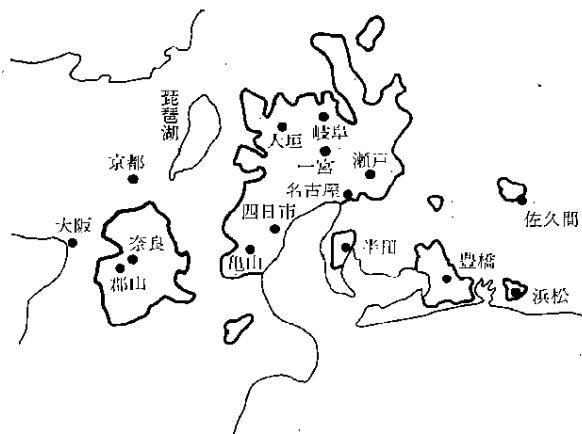 琵琶湖
大垣
岐阜
一宮
瀬戸
京都
名古屋
四日市
佐久間
大阪
奈良
亀山
半田
豊橋
郡山
浜松